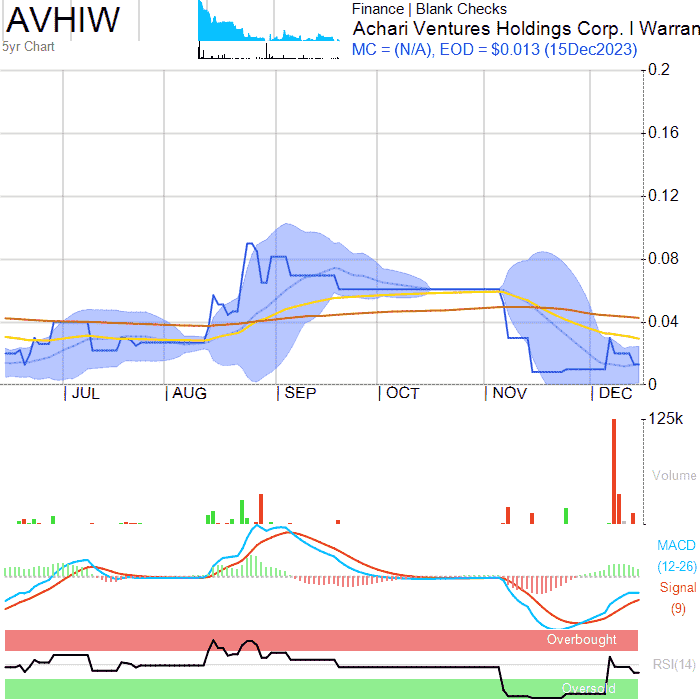 AVHIW
5yr Chart
Finance | Blank Checks
Achari Ventures Holdings Corp. I Warran
MC = (N/A), EOD = $0.013 (15Dec2023)
0.2
0.16
0.12
0.08
0.04
0
JUL AUG SEP OCT NOV DEC
125k
Volume
MACD
(12-26)
Signal
(9)
Overbought
RSI(14)
Oversold